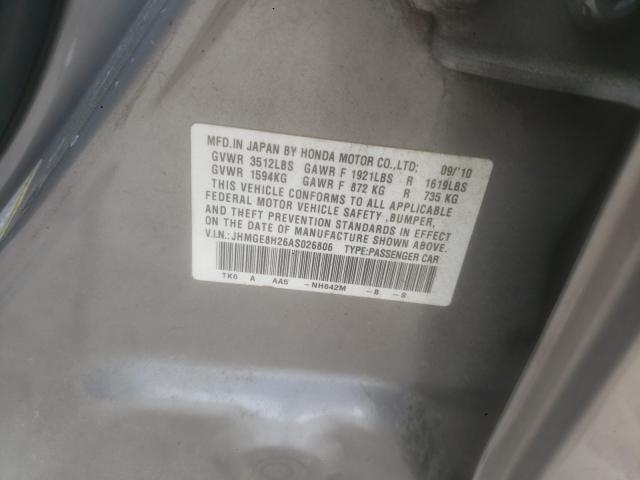 MFD.IN JAPAN BY HONDA MOTOR CO.,LTD; 09/'10
GVWR 3512LBS GAWR F 1921LBS R 1619LBS
GVWR 1594KG GAWR F 872 KG R 735 KG
THIS VEHICLE CONFORMS TO ALL APPLICABLE
FEDERAL MOTOR VEHICLE SAFETY ,BUMPER,
AND THEFT PREVENTION STANDARDS IN EFFECT
ON THE DATE OF MANUFACTURE SHOWN ABOVE.
V.I.N.:JHMGE8H26AS026806 TYPE:PASSENGER CAR
TK6 A AA5 -NH642M -B -S